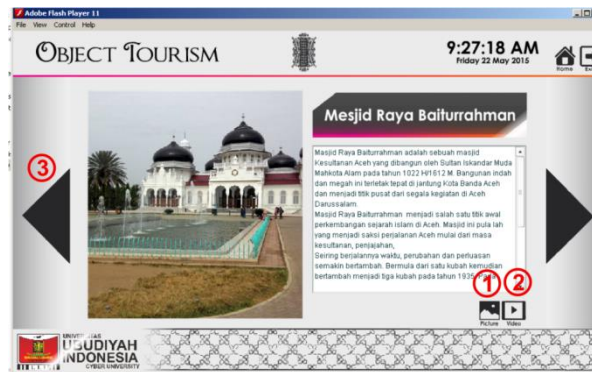 Adobe Flash Player 11
File View Control Help
OBJECT TOURISM
9:27:18 AM
Friday 22 May 2015
Home
Mesjid Raya Baiturrahman
Masjid Raya Baiturrahman adalah sebuah masjid
Kesultanan Aceh yang dibangun oleh Sultan Iskandar Muda
Mahkota Alam pada tahun 1022 H/1612 M. Bangunan indah
dan megah ini terletak tepat di jantung Kota Banda Aceh
dan menjadi titik pusat dari segala kegiatan di Aceh
Darussalam.
Masjid Raya Baiturrahman menjadi salah satu titik awal
perkembangan sejarah islam di Aceh. Masjid ini pula lah
yang menjadi saksi perjalanan Aceh mulai dari masa
kesultanan, penjajahan,
Seiring berjalannya waktu, perubahan dan perluasan
semakin bertambah. Bermula dari satu kubah kemudian
bertambah menjadi tiga kubah pada tahun 1935.
3
1
2
Picture
Video
UNIVERSITAS
UBUDIYAH
INDONESIA
CYBER UNIVERSITY